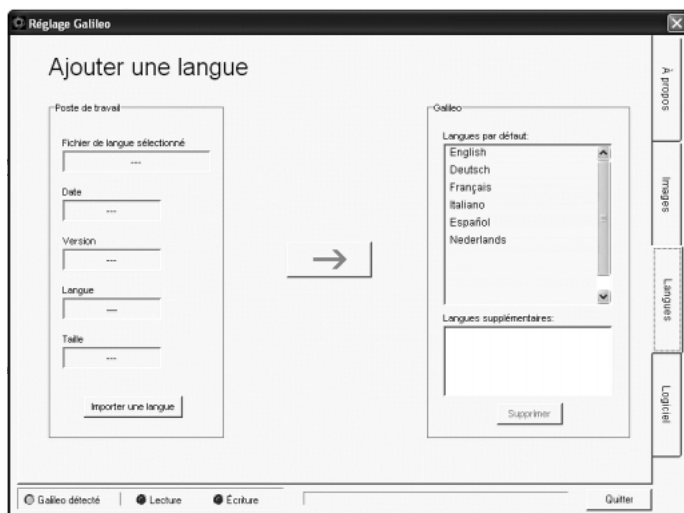 Réglage Galileo
Ajouter une langue
Poste de travail
Fichier de langue sélectionné
---
Date
---
Version
---
Langue
---
Taille
---
Importer une langue
Galileo
Langues par défaut:
English
Deutsch
Français
Italiano
Español
Nederlands
Langues supplémentaires:
Supprimer
À propos
Images
Langues
Logiciel
Galileo détecté
Lecture
Écriture
Quitter